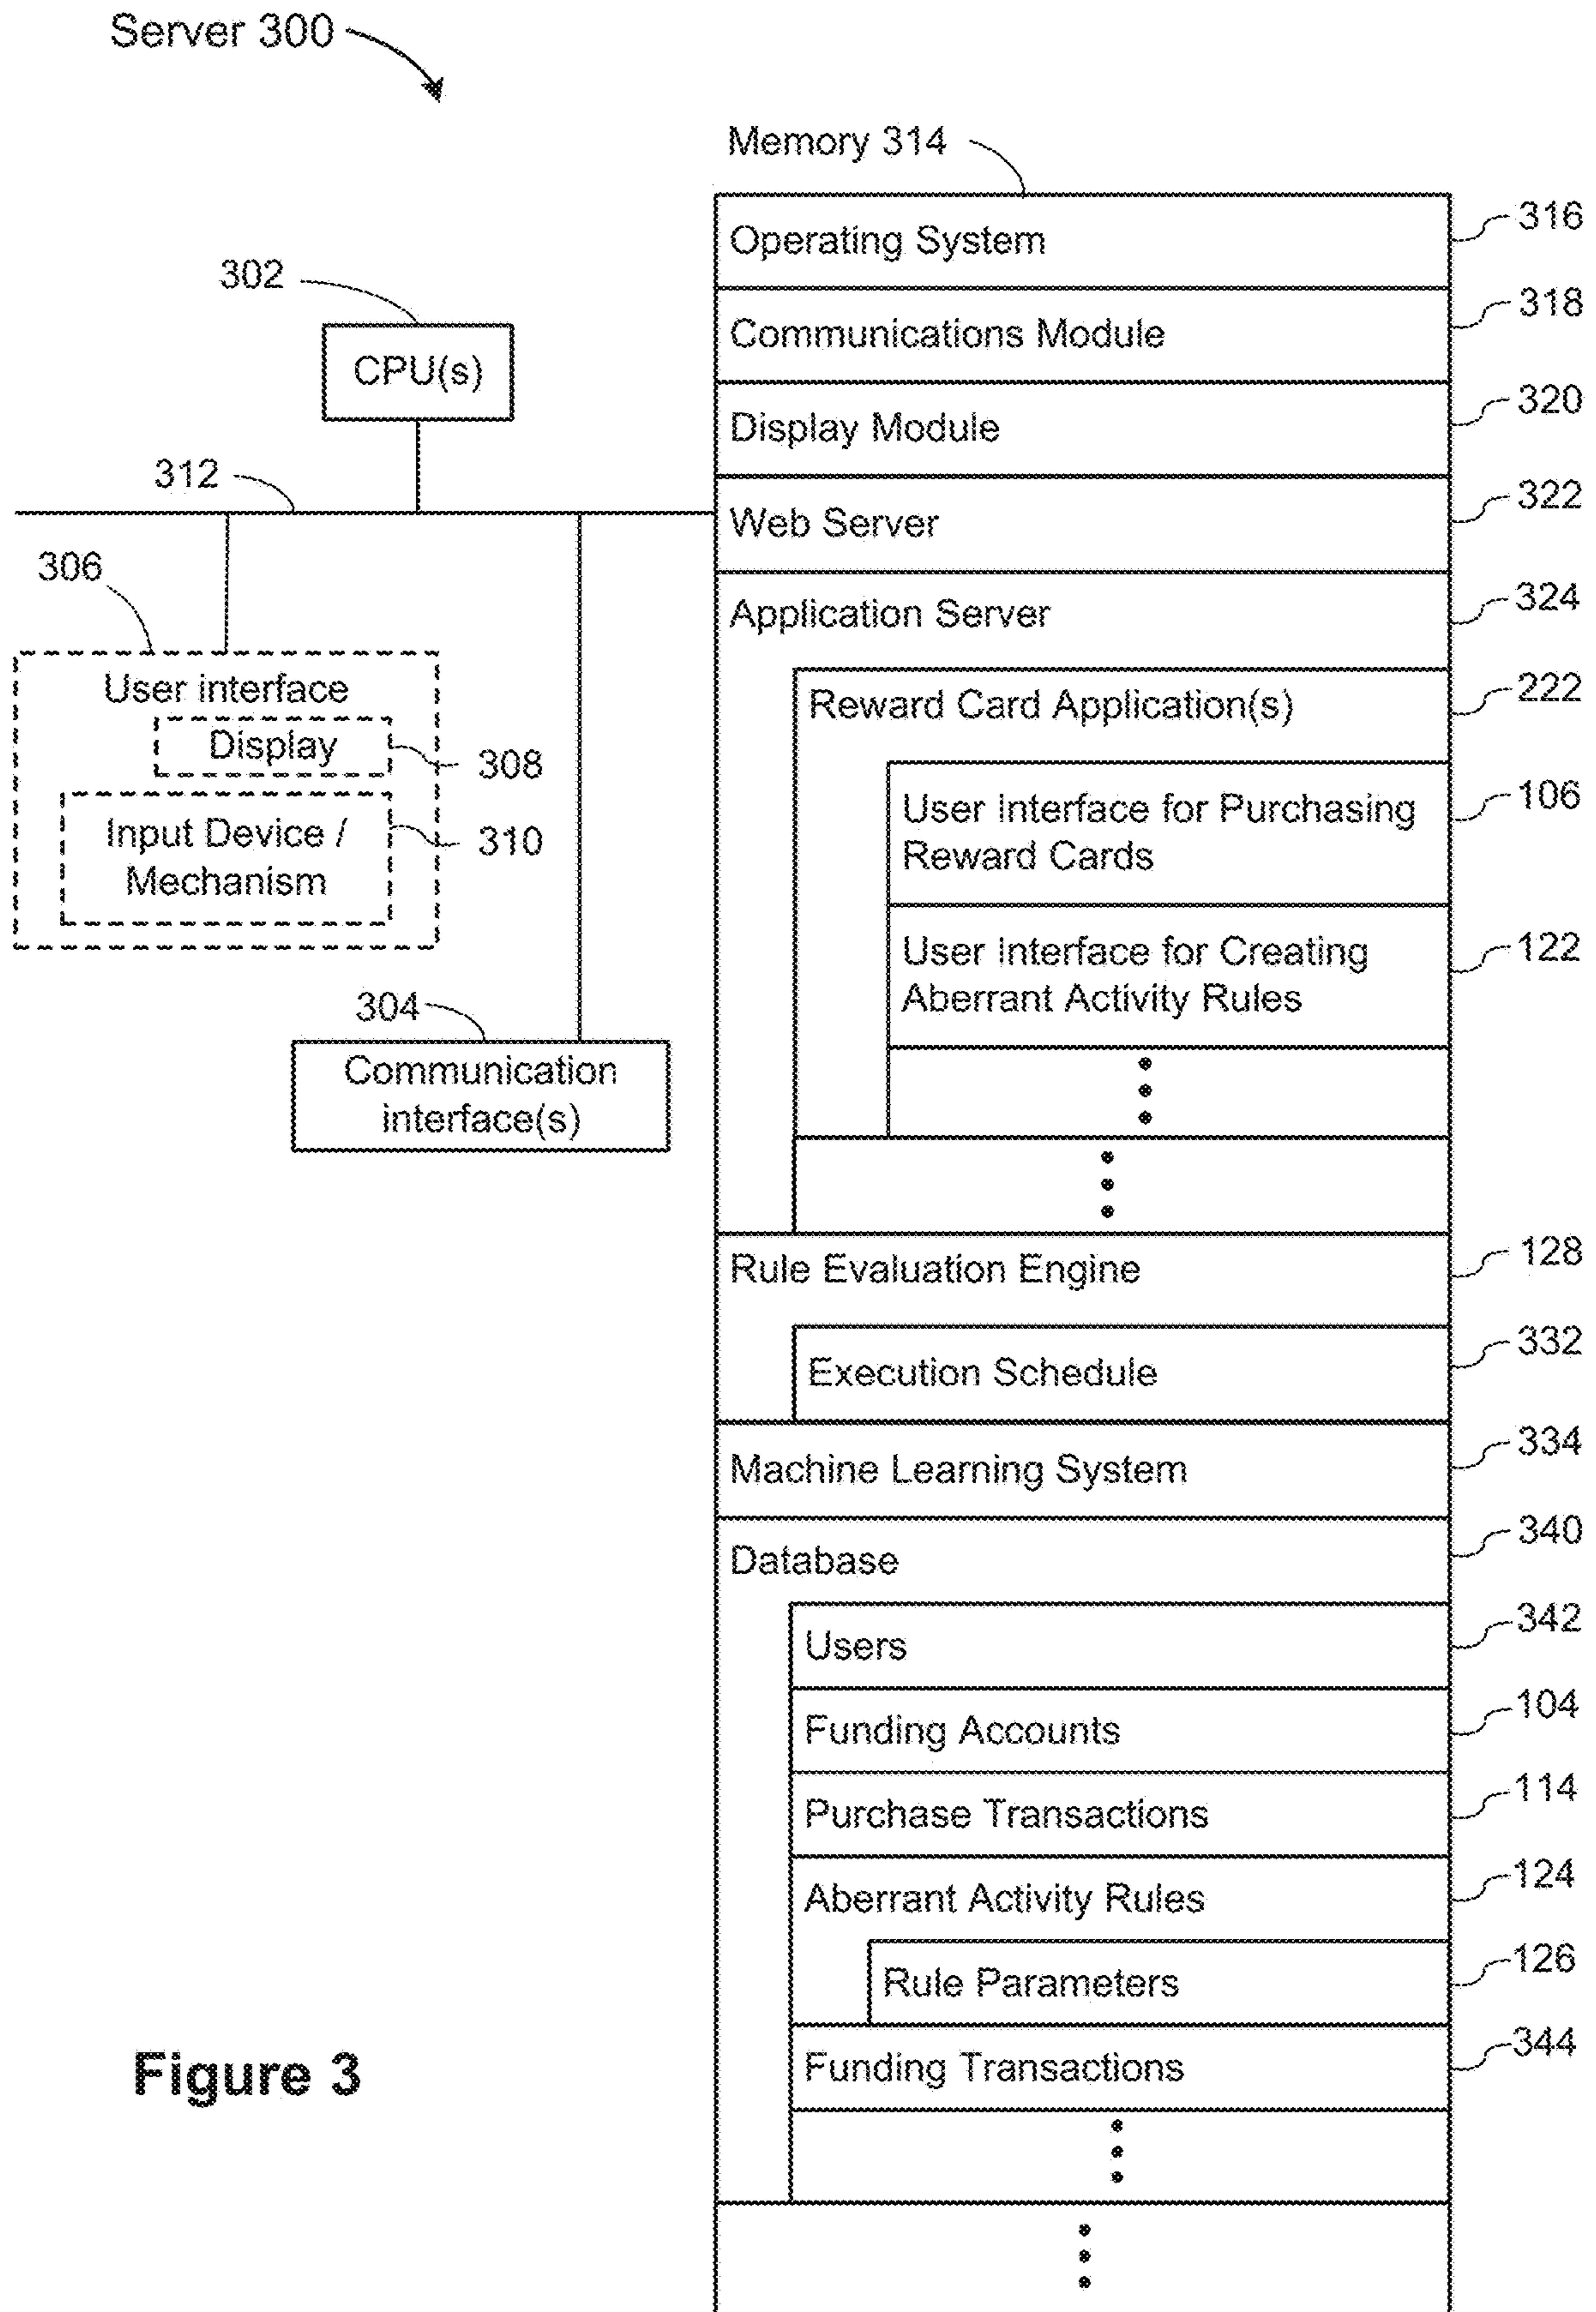 Server 300
Memory 314
Operating System
316
302
Communications Module
318
CPU(s)
Display Module
320
312
Web Server
322
306
Application Server
324
User interface
Display
308
Reward Card Application(s)
222
Input Device /
Mechanism
310
User Interface for Purchasing
Reward Cards
106
User Interface for Creating
Aberrant Activity Rules
122
304
Communication
interface(s)
Rule Evaluation Engine
128
Execution Schedule
332
Machine Learning System
334
Database
340
Users
342
Funding Accounts
104
Purchase Transactions
114
Aberrant Activity Rules
124
Rule Parameters
126
Funding Transactions
344
Figure 3